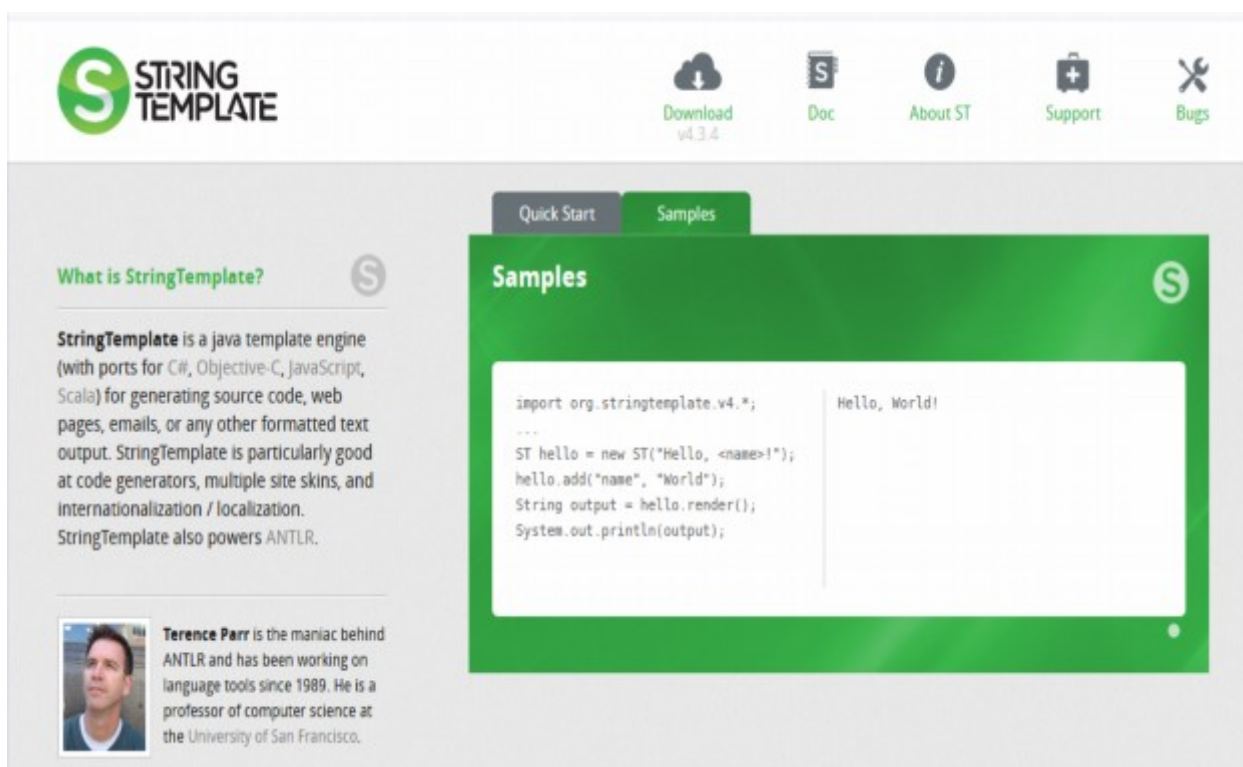 STRING
TEMPLATE
Download
v4.3.4
Doc
About ST
Support
Bugs
Quick Start
Samples
What is StringTemplate?
StringTemplate is a java template engine
(with ports for C#, Objective-C, JavaScript,
Scala) for generating source code, web
pages, emails, or any other formatted text
output. StringTemplate is particularly good
at code generators, multiple site skins, and
internationalization / localization.
StringTemplate also powers ANTLR.
Terence Parr is the maniac behind
ANTLR and has been working on
language tools since 1989. He is a
professor of computer science at
the University of San Francisco.
Samples
import org.stringtemplate.v4.*;
...
ST hello = new ST("Hello, <name>!");
hello.add("name", "World");
String output = hello.render();
System.out.println(output);
Hello, World!